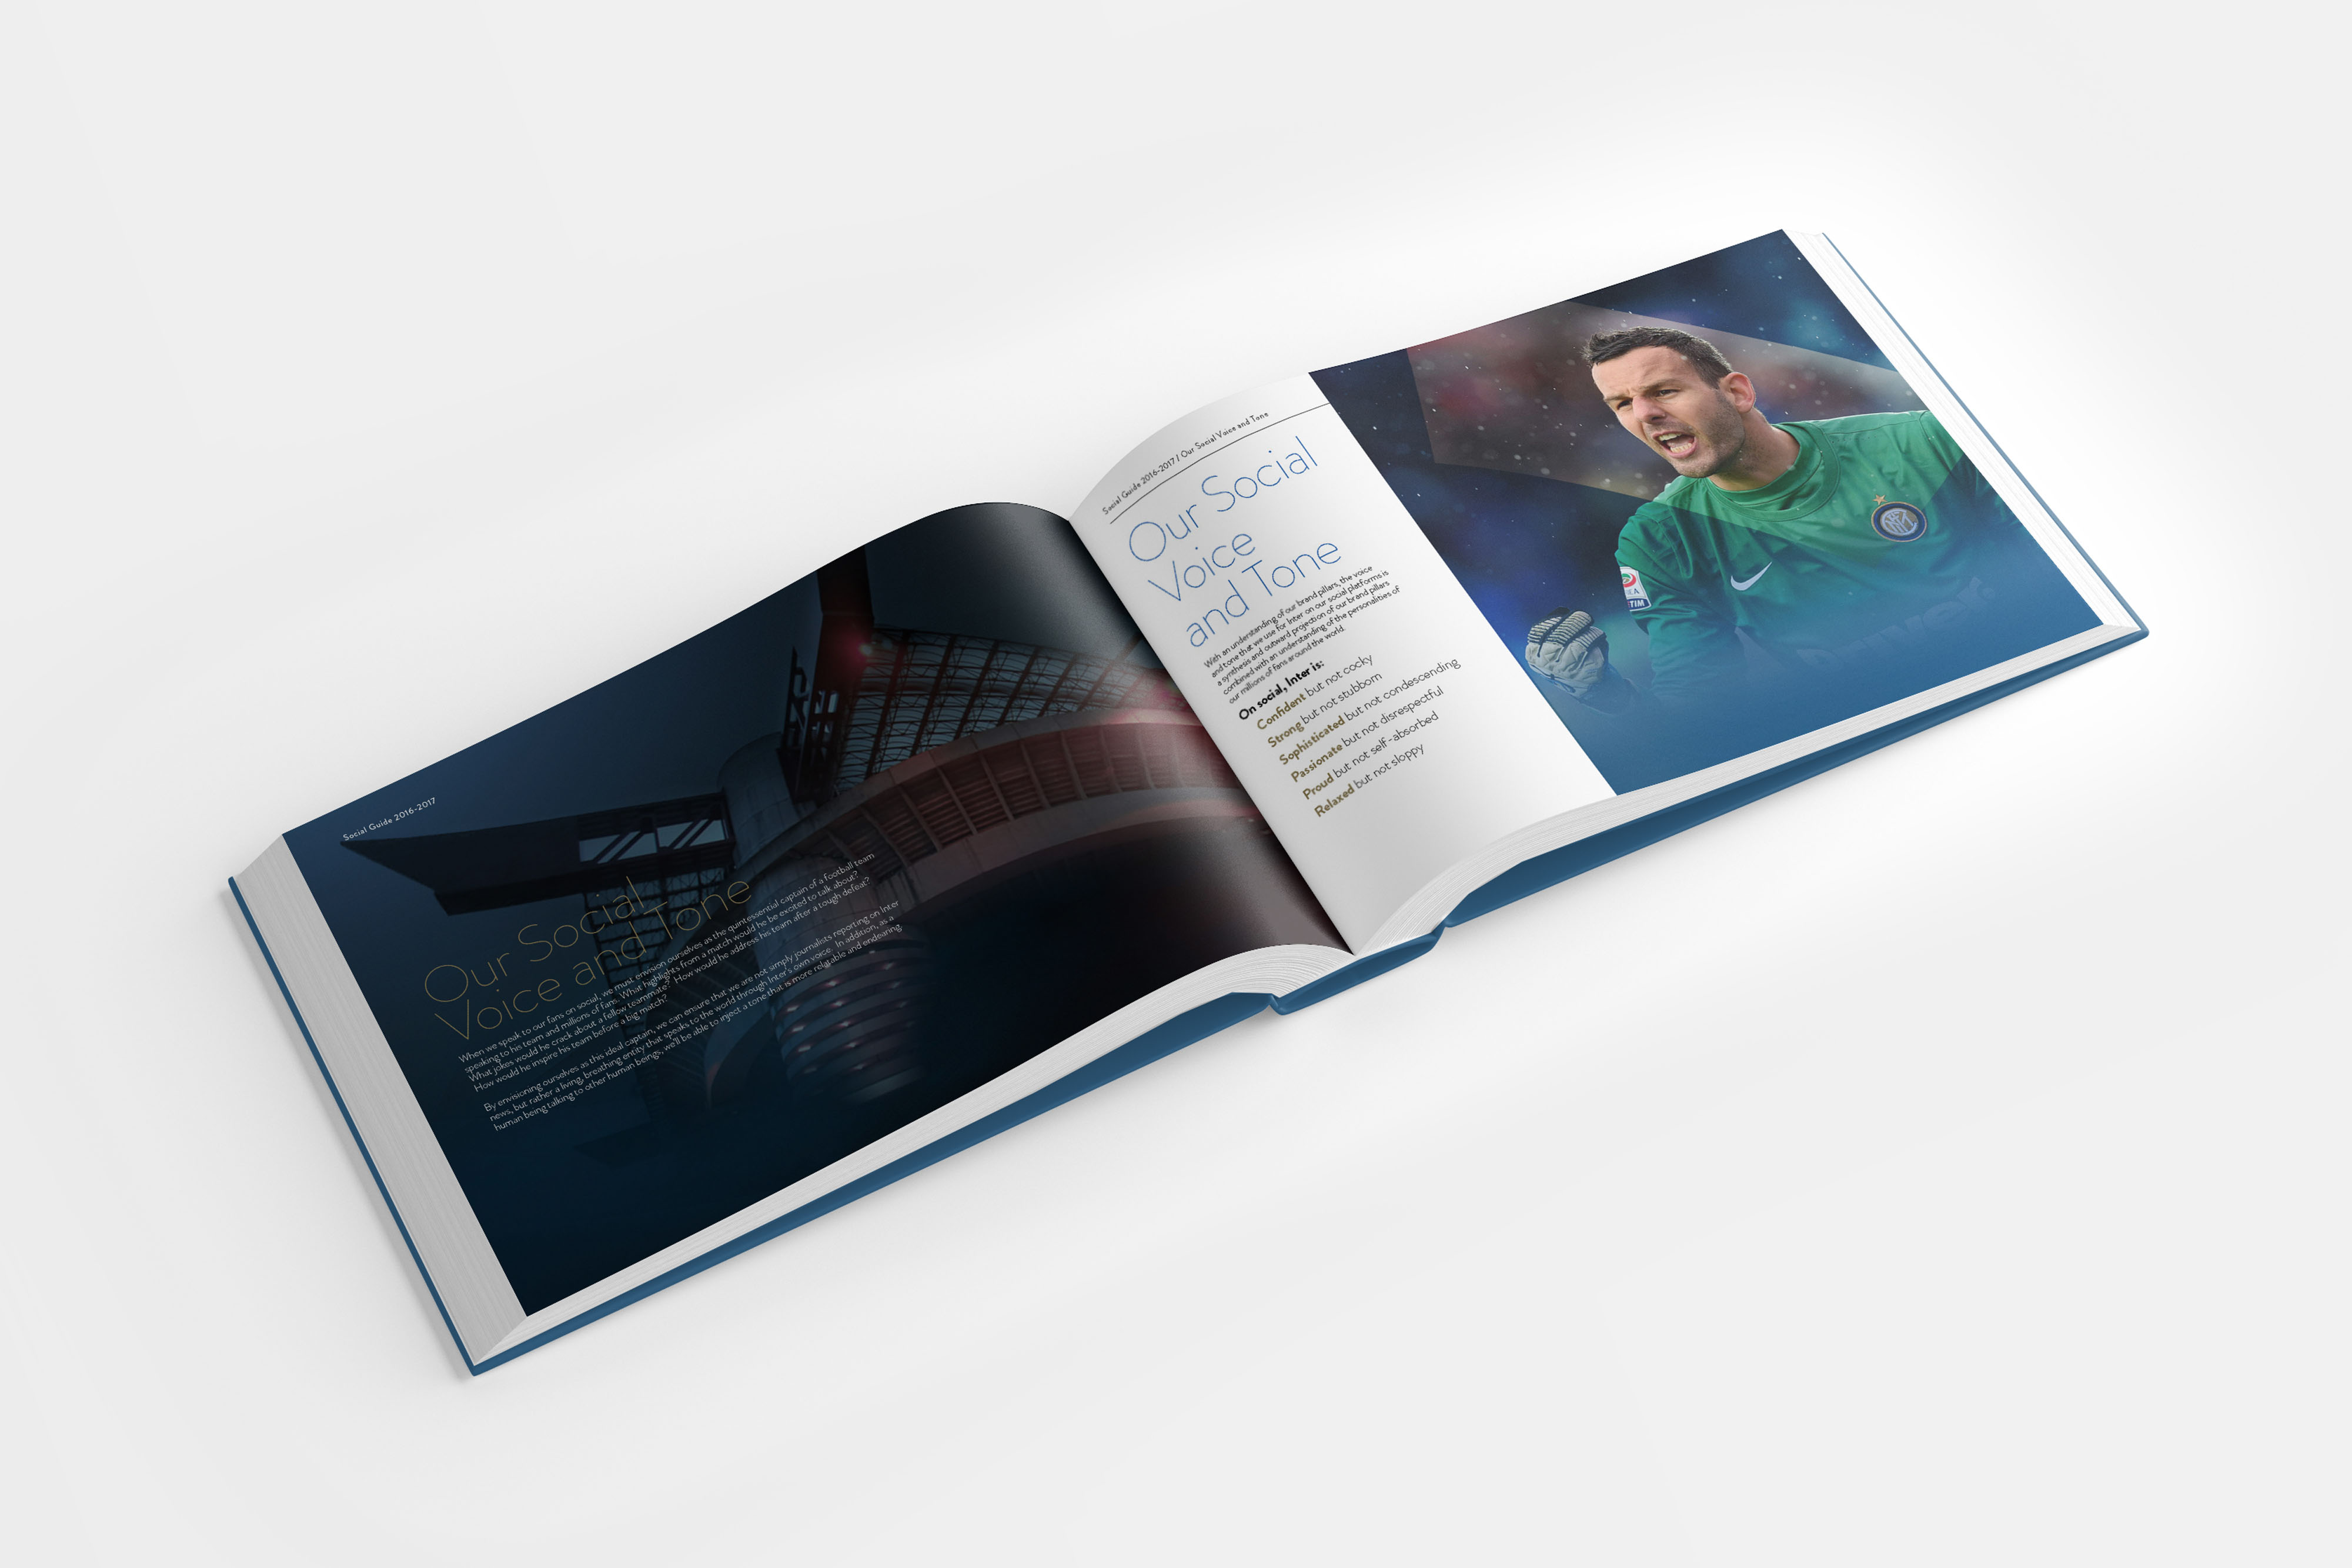 Social Guide 2016-2017
Our Social
Voice and Tone
When we speak to our fans on social, we must envision ourselves as the quintessential captain of a football team
speaking to his team and millions of fans. What highlights from a match would he be excited to talk about?
What jokes would he crack about a fellow teammate? How would he address his team after a tough defeat?
How would he inspire his team before a big match?
By envisioning ourselves as this ideal captain, we can ensure that we are not simply journalists reporting on Inter
news, but rather a living, breathing entity that speaks to the world through Inter's own voice. In addition, as a
human being talking to other human beings, we'll be able to inject a tone that is more relatable and endearing.
Social Guide 2016-2017 / Our Social Voice and Tone
Our Social
Voice
and Tone
With an understanding of our brand pillars, the voice
and tone that we use for Inter on our social platforms is
a synthesis and outward projection of our brand pillars
combined with an understanding of the personalities of
our millions of fans around the world.
On social, Inter is:
Confident but not cocky
Strong but not stubborn
Sophisticated but not condescending
Passionate but not disrespectful
Proud but not self-absorbed
Relaxed but not sloppy
TIM